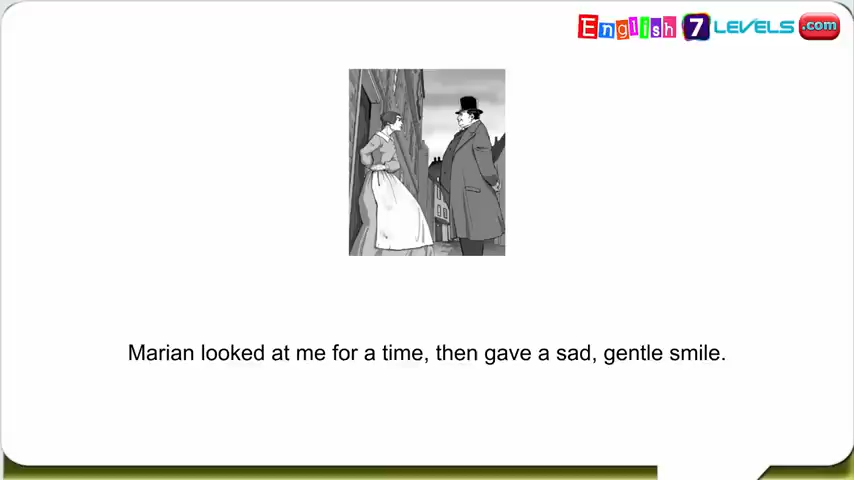 English 7 LEVELS .com
Marian looked at me for a time, then gave a sad, gentle smile.